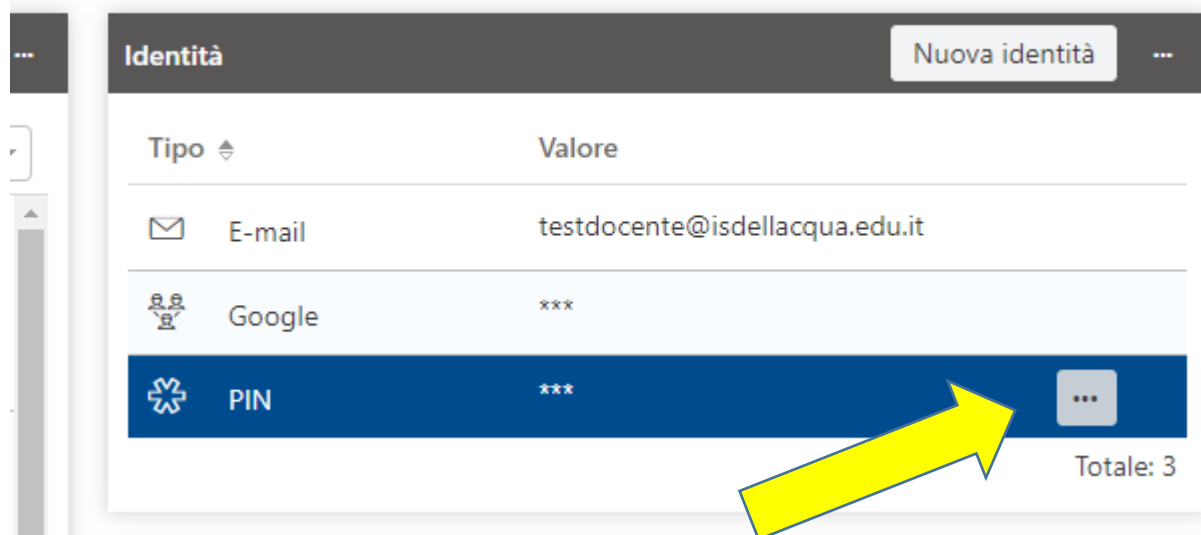 Identità Nuova identità ...
Tipo Valore
E-mail testdocente@isdellacqua.edu.it
Google ***
PIN *** ...
Totale: 3